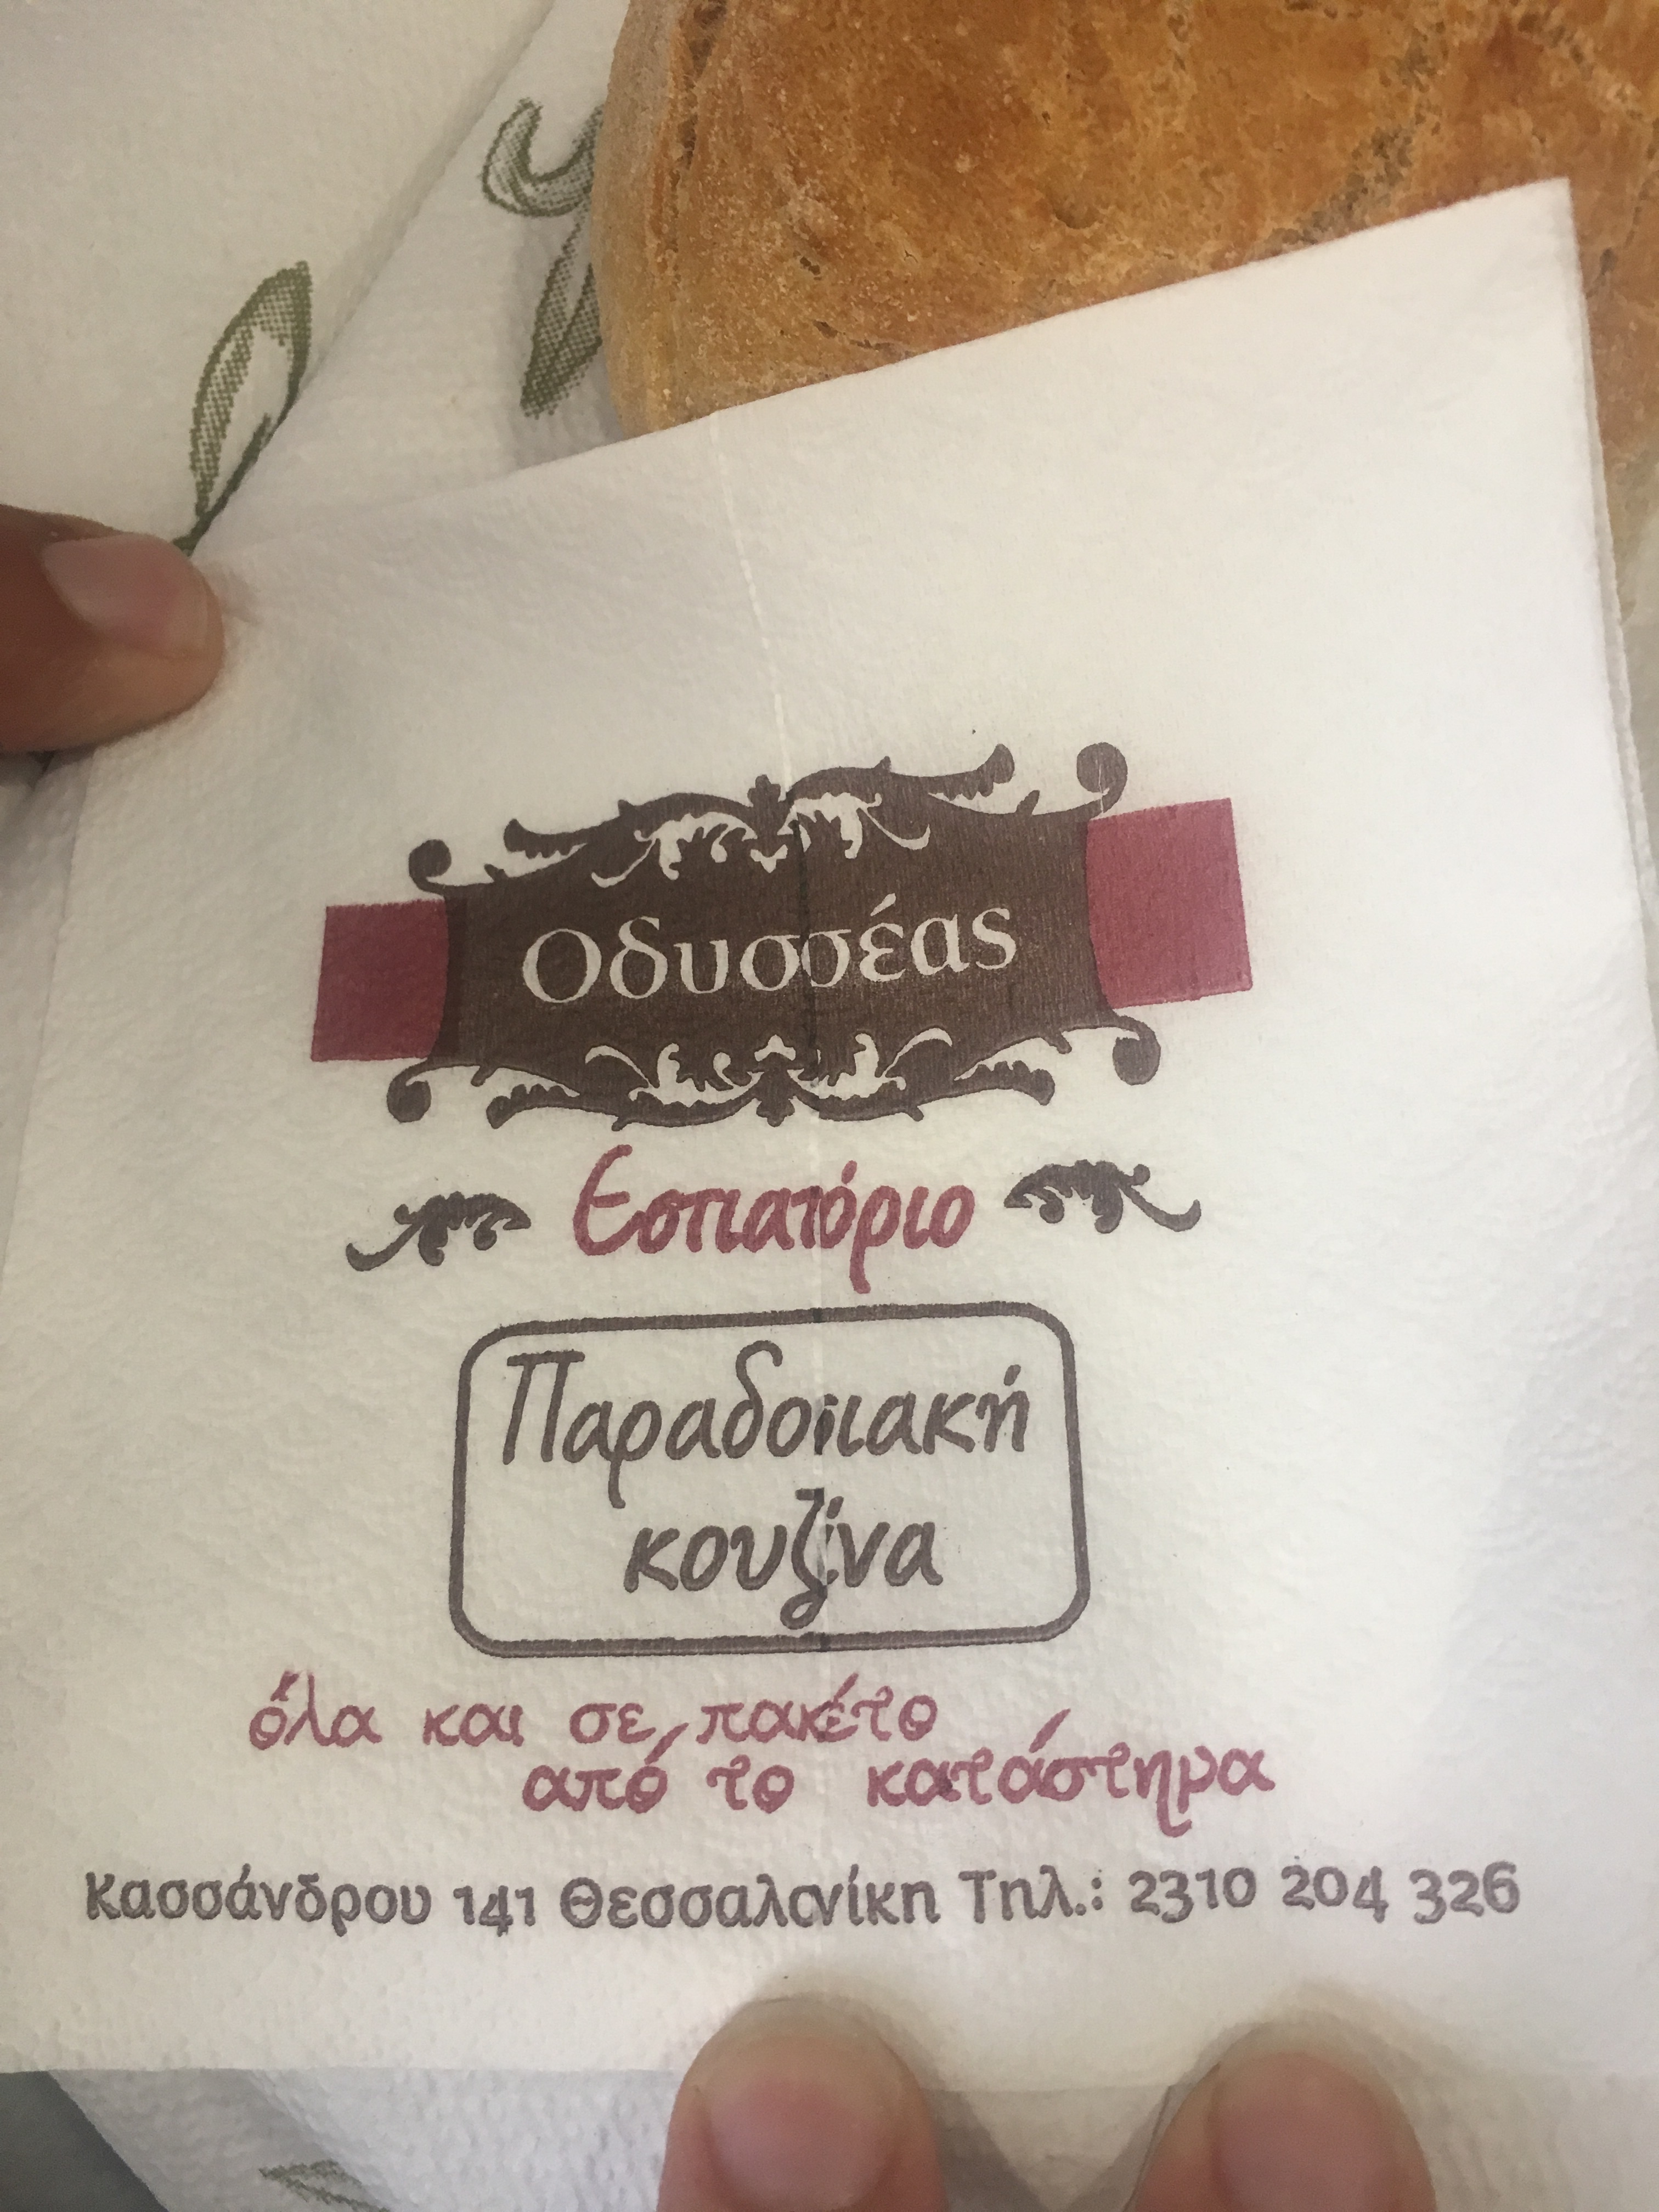 Οδυσσέας
Εστιατόριο
Παραδοσιακή
κουζίνα
όλα και σε πακέτο
από το κατάστημα
Κασσάνδρου 141 Θεσσαλονίκη Τηλ.: 2310 204 326